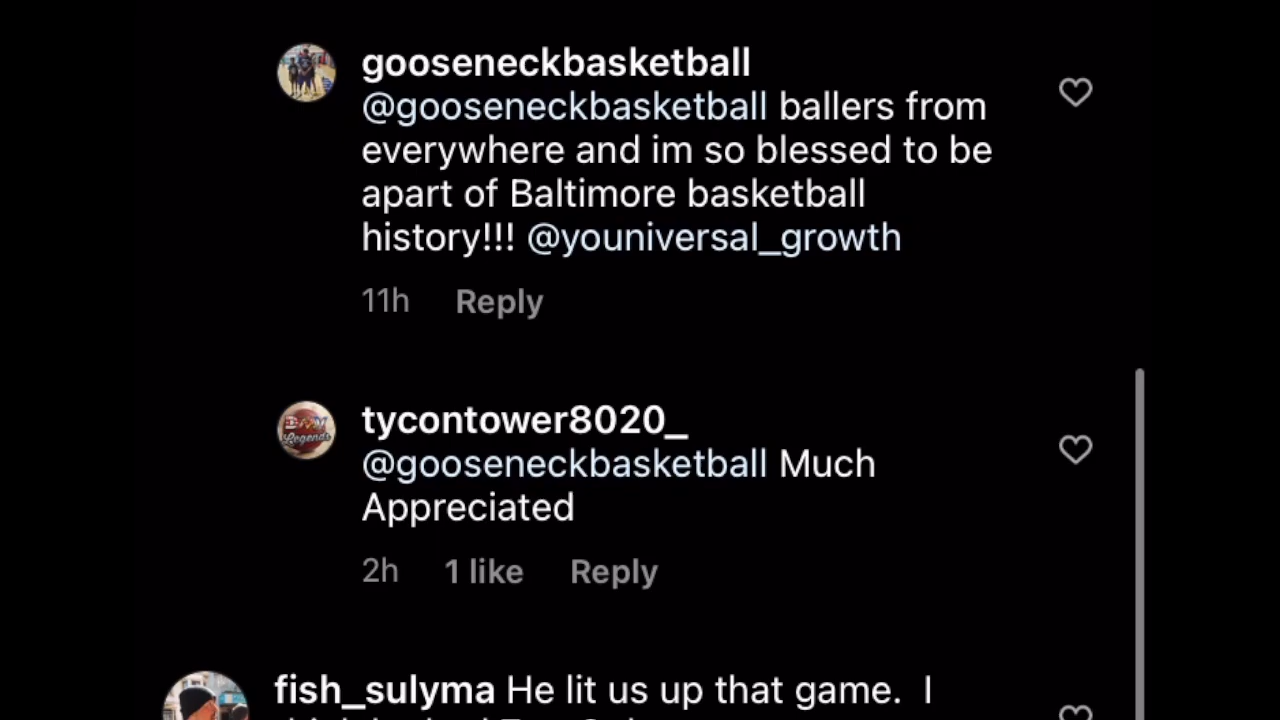 gooseneckbasketball
@gooseneckbasketball ballers from
everywhere and im so blessed to be
apart of Baltimore basketball
history!!! @youniversal_growth
11h Reply
tycontower8020_
@gooseneckbasketball Much
Appreciated
2h 1 like Reply
fish_sulyma He lit us up that game. I